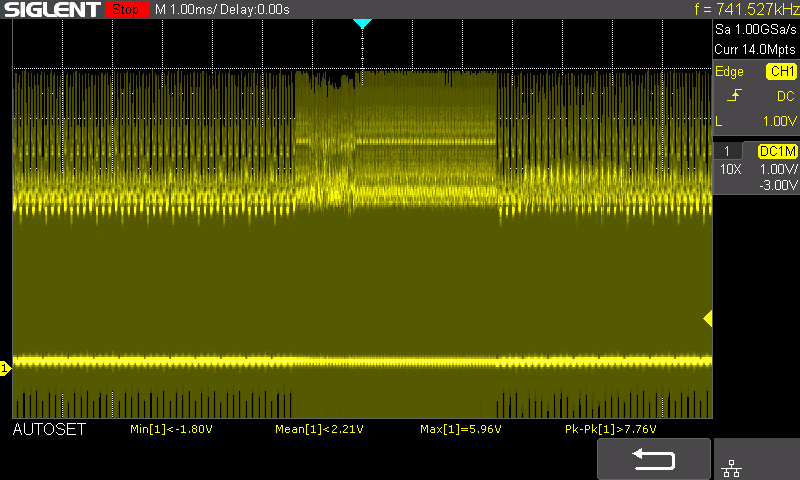 SIGLENT Stop M 1.00ms/ Delay:0.00s f = 741.527kHz
Sa 1.00GSa/s
Curr 14.0Mpts
Edge CH1
DC
L 1.00V
1 DC1M
10X 1.00V/
-3.00V
1
AUTOSET Min[1]<-1.80V Mean[1]<2.21V Max[1]=5.96V Pk-Pk[1]>7.76V